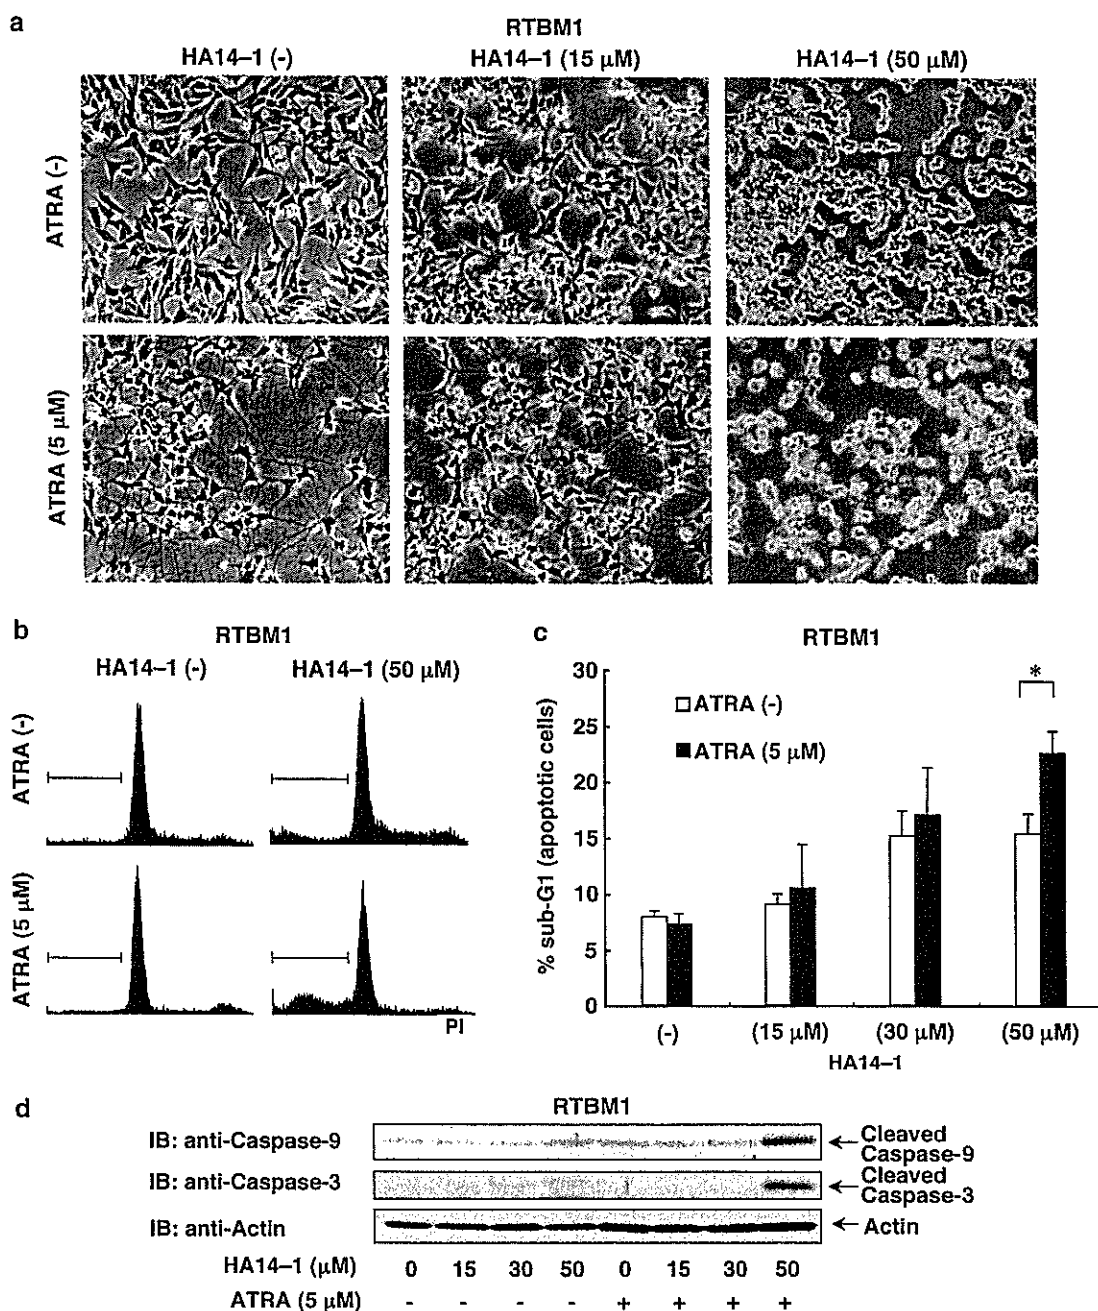 a
RTBM1
HA14–1 (-) HA14–1 (15 µM) HA14–1 (50 µM)
ATRA (-)
ATRA (5 µM)
b
RTBM1
HA14–1 (-) HA14–1 (50 µM)
ATRA (-)
ATRA (5 µM)
PI
c
RTBM1
% sub-G1 (apoptotic cells)
30
25
20
15
10
5
0
*
ATRA (-)
ATRA (5 µM)
(-) (15 µM) (30 µM) (50 µM)
HA14–1
d
RTBM1
IB: anti-Caspase-9 Cleaved Caspase-9
IB: anti-Caspase-3 Cleaved Caspase-3
IB: anti-Actin Actin
HA14–1 (µM) 0 15 30 50 0 15 30 50
ATRA (5 µM) - - - - + + + +